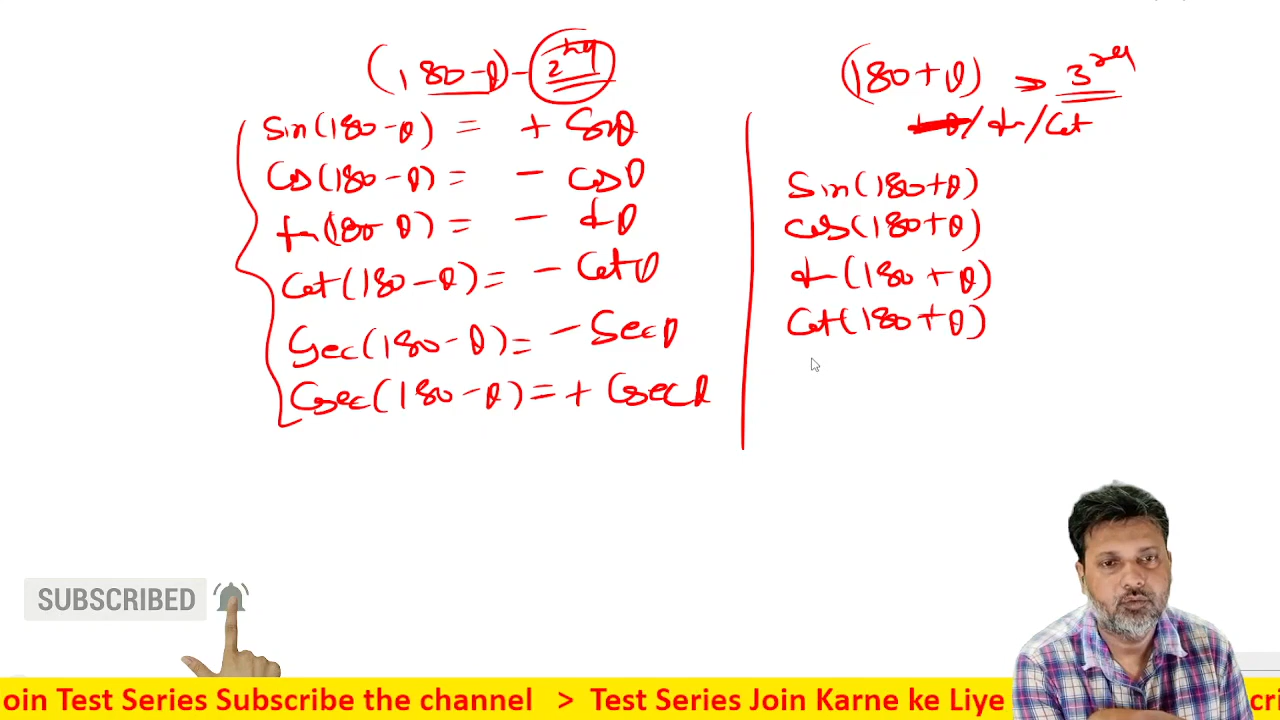 (180-θ) - 2nd
sin(180-θ) = + sinθ
cos(180-θ) = - cosθ
tan(180-θ) = - tanθ
cot(180-θ) = - cotθ
sec(180-θ) = - secθ
cosec(180-θ) = + cosecθ
(180+θ) → 3rd
/tan/cot
sin(180+θ)
cos(180+θ)
tan(180+θ)
cot(180+θ)
SUBSCRIBED
oin Test Series Subscribe the channel > Test Series Join Karne ke Liye
cri